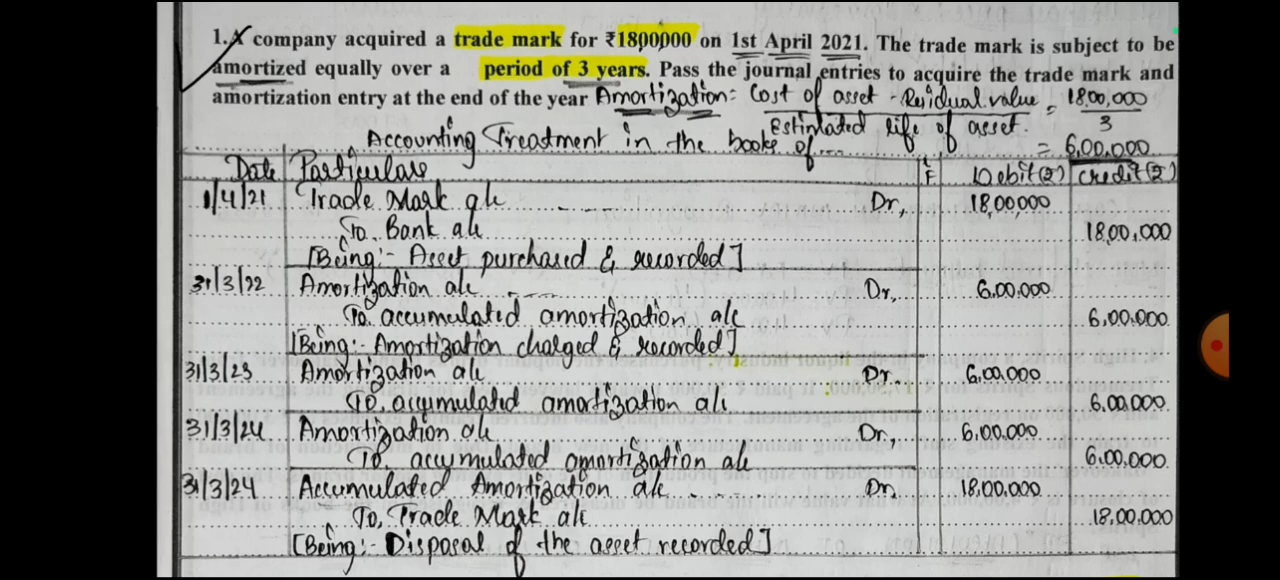 1. A company acquired a trade mark for ₹1800000 on 1st April 2021. The trade mark is subject to be
amortized equally over a period of 3 years. Pass the journal entries to acquire the trade mark and
amortization entry at the end of the year Amortization = Cost of asset - Residual value = 18,00,000
Estimated life of asset. 3
Accounting Treatment in the books of.... = 6,00,000
Date Particulars F Debit(₹) Credit(₹)
1/4/21 Trade Mark a/c Dr, 18,00,000
To Bank a/c 18,00,000
[Being:- Asset purchased & recorded]
31/3/22 Amortization a/c Dr, 6,00,000
To accumulated amortization a/c 6,00,000
[Being:- Amortization charged & recorded]
31/3/23 Amortization a/c Dr. 6,00,000
To, accumulated amortization a/c 6,00,000
31/3/24 Amortization a/c Dr, 6,00,000
To, accumulated amortization a/c 6,00,000
31/3/24 Accumulated Amortization a/c Dr. 18,00,000
To, Trade Mark a/c 18,00,000
[Being:- Disposal of the asset recorded]